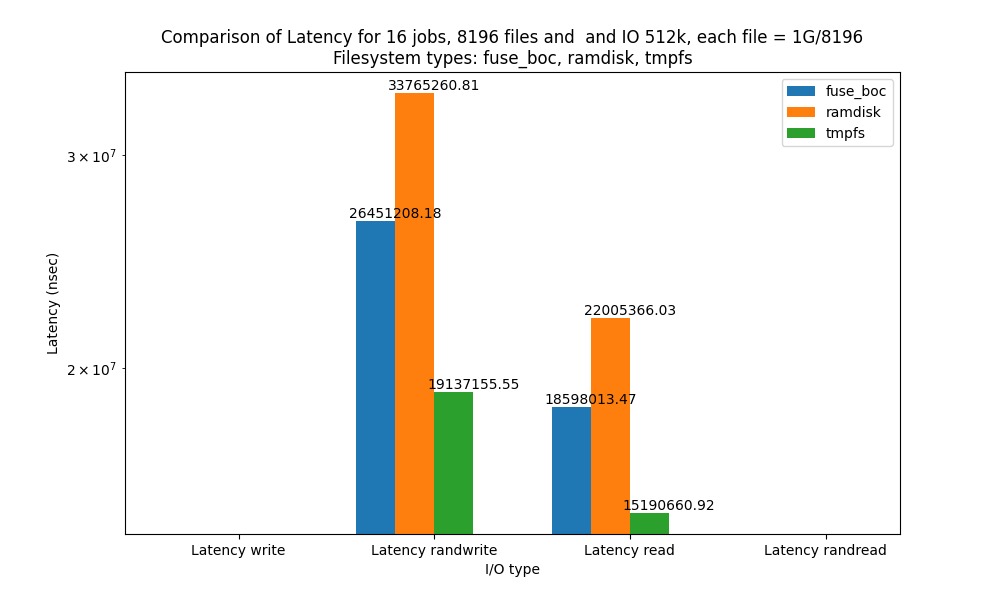 Comparison of Latency for 16 jobs, 8196 files and  and IO 512k, each file = 1G/8196
Filesystem types: fuse_boc, ramdisk, tmpfs
fuse_boc
ramdisk
tmpfs
33765260.81
26451208.18
22005366.03
19137155.55
18598013.47
15190660.92
3 × 10⁷
2 × 10⁷
Latency (nsec)
Latency write
Latency randwrite
Latency read
Latency randread
I/O type